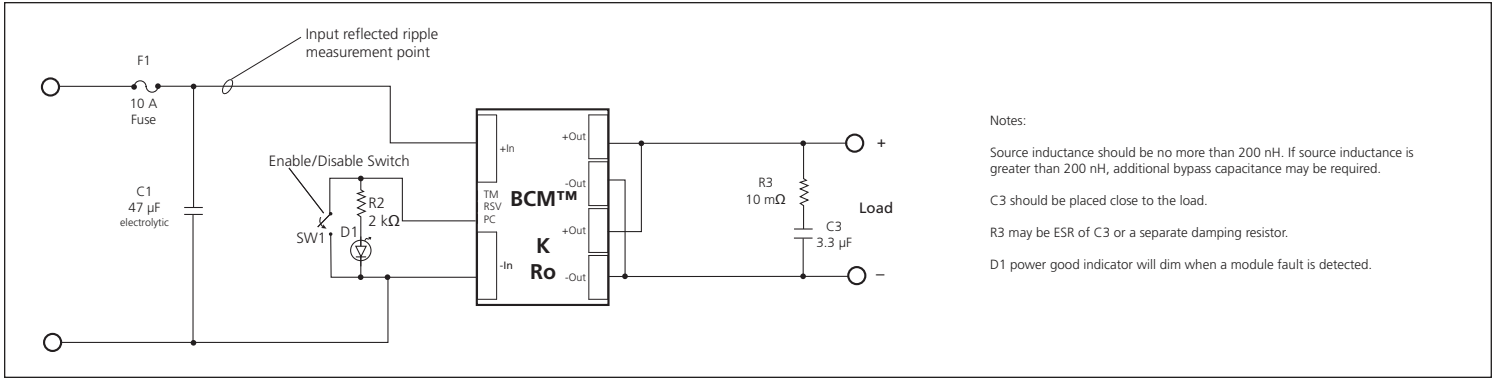 Input reflected ripple
measurement point
F1
10 A
Fuse
C1
47 µF
electrolytic
Enable/Disable Switch
SW1
R2
2 kΩ
D1
+In
TM
RSV
PC
-In
BCM™
K
Ro
+Out
-Out
+Out
-Out
R3
10 mΩ
C3
3.3 µF
+
Load
–
Notes:
Source inductance should be no more than 200 nH. If source inductance is
greater than 200 nH, additional bypass capacitance may be required.
C3 should be placed close to the load.
R3 may be ESR of C3 or a separate damping resistor.
D1 power good indicator will dim when a module fault is detected.